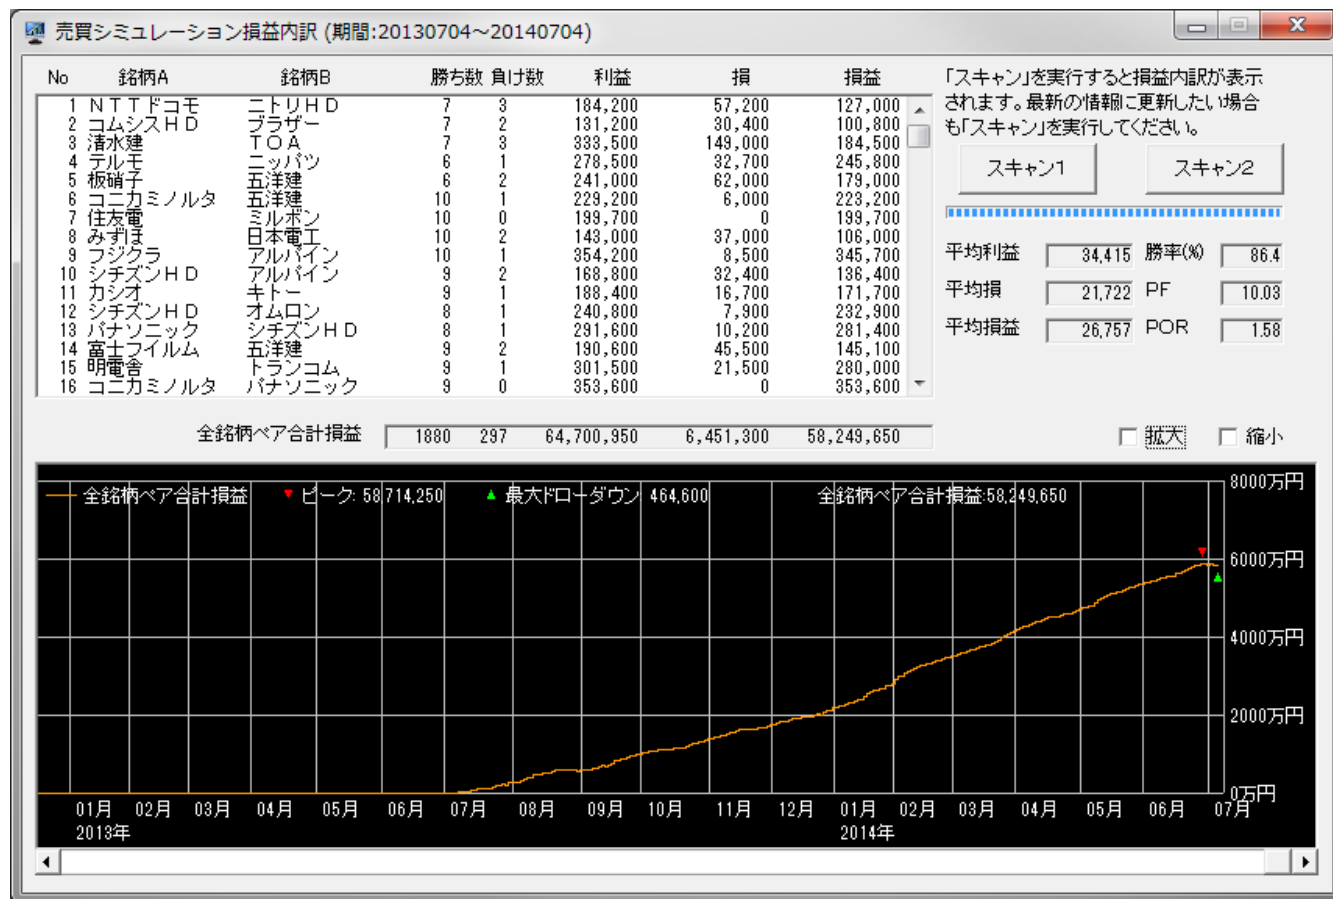 売買シミュレーション損益内訳 (期間:20130704～20140704)
No 銘柄A 銘柄B 勝ち数 負け数 利益 損 損益
1 ＮＴＴドコモ ニトリＨＤ 7 3 184,200 57,200 127,000
2 コムシスＨＤ ブラザー 7 2 131,200 30,400 100,800
3 清水建 ＴＯＡ 7 3 333,500 149,000 184,500
4 テルモ ニッパツ 6 1 278,500 32,700 245,800
5 板硝子 五洋建 6 2 241,000 62,000 179,000
6 コニカミノルタ 五洋建 10 1 229,200 6,000 223,200
7 住友電 ミルボン 10 0 199,700 0 199,700
8 みずほ 日本電工 10 2 143,000 37,000 106,000
9 フジクラ アルパイン 10 1 354,200 8,500 345,700
10 シチズンＨＤ アルパイン 9 2 168,800 32,400 136,400
11 カシオ キトー 9 1 188,400 16,700 171,700
12 シチズンＨＤ オムロン 8 1 240,800 7,900 232,900
13 パナソニック シチズンＨＤ 8 1 291,600 10,200 281,400
14 富士フイルム 五洋建 9 2 190,600 45,500 145,100
15 明電舎 トランコム 9 1 301,500 21,500 280,000
16 コニカミノルタ パナソニック 9 0 353,600 0 353,600
全銘柄ペア合計損益 1880 297 64,700,950 6,451,300 58,249,650
「スキャン」を実行すると損益内訳が表示
されます。最新の情報に更新したい場合
も「スキャン」を実行してください。
スキャン1 スキャン2
平均利益 34,415 勝率(%) 86.4
平均損 21,722 PF 10.03
平均損益 26,757 POR 1.58
拡大 縮小
全銘柄ペア合計損益 ピーク: 58,714,250 最大ドローダウン 464,600 全銘柄ペア合計損益:58,249,650
8000万円
6000万円
4000万円
2000万円
0万円
01月 02月 03月 04月 05月 06月 07月 08月 09月 10月 11月 12月 01月 02月 03月 04月 05月 06月 07月
2013年 2014年